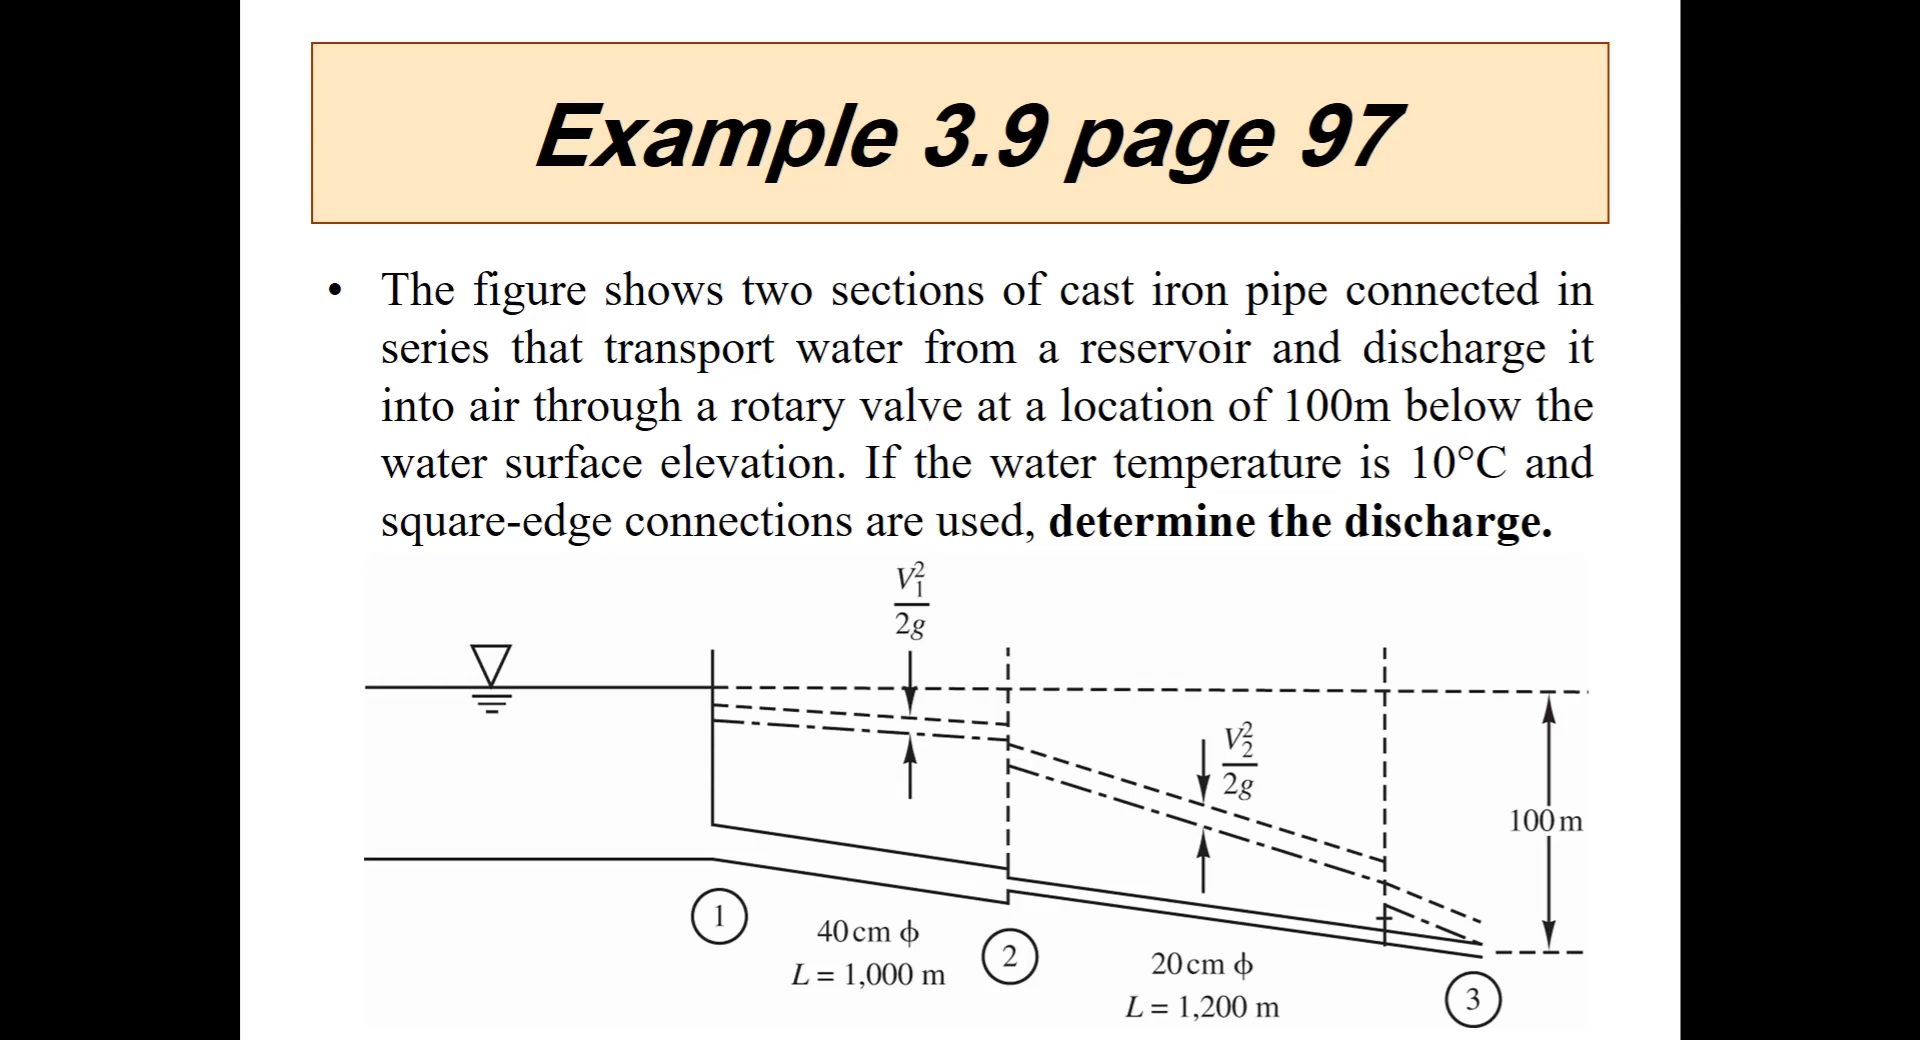 Example 3.9 page 97
• The figure shows two sections of cast iron pipe connected in
series that transport water from a reservoir and discharge it
into air through a rotary valve at a location of 100m below the
water surface elevation. If the water temperature is 10°C and
square-edge connections are used, determine the discharge.
V₁²
2g
V₂²
2g
100 m
1
40 cm ϕ
L = 1,000 m
2
20 cm ϕ
L = 1,200 m
3